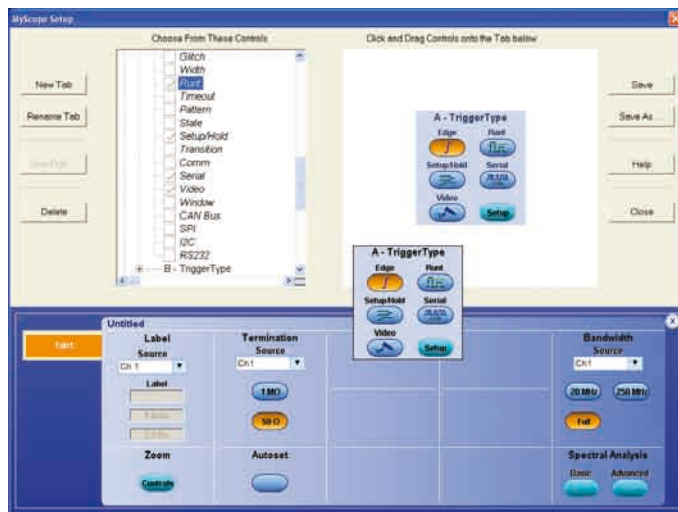 MyScope Setup
Choose From These Controls
Click and Drag Controls onto the Tab below
New Tab
Rename Tab
Delete
Glitch
Width
Runt
Timeout
Pattern
State
Setup/Hold
Transition
Comm
Serial
Video
Window
CAN Bus
SPI
I2C
RS232
B - TriggerType
A - TriggerType
Edge
Runt
Setup/Hold
Serial
Video
Setup
Save
Save As ...
Help
Close
A - TriggerType
Edge
Runt
Setup/Hold
Serial
Video
Setup
Untitled
Label
Source
Ch 1
Label
Termination
Source
Ch1
1 MΩ
50 Ω
Bandwidth
Source
Ch1
20 MHz
250 MHz
Full
Zoom
Controls
Autoset
Spectral Analysis
Basic
Advanced